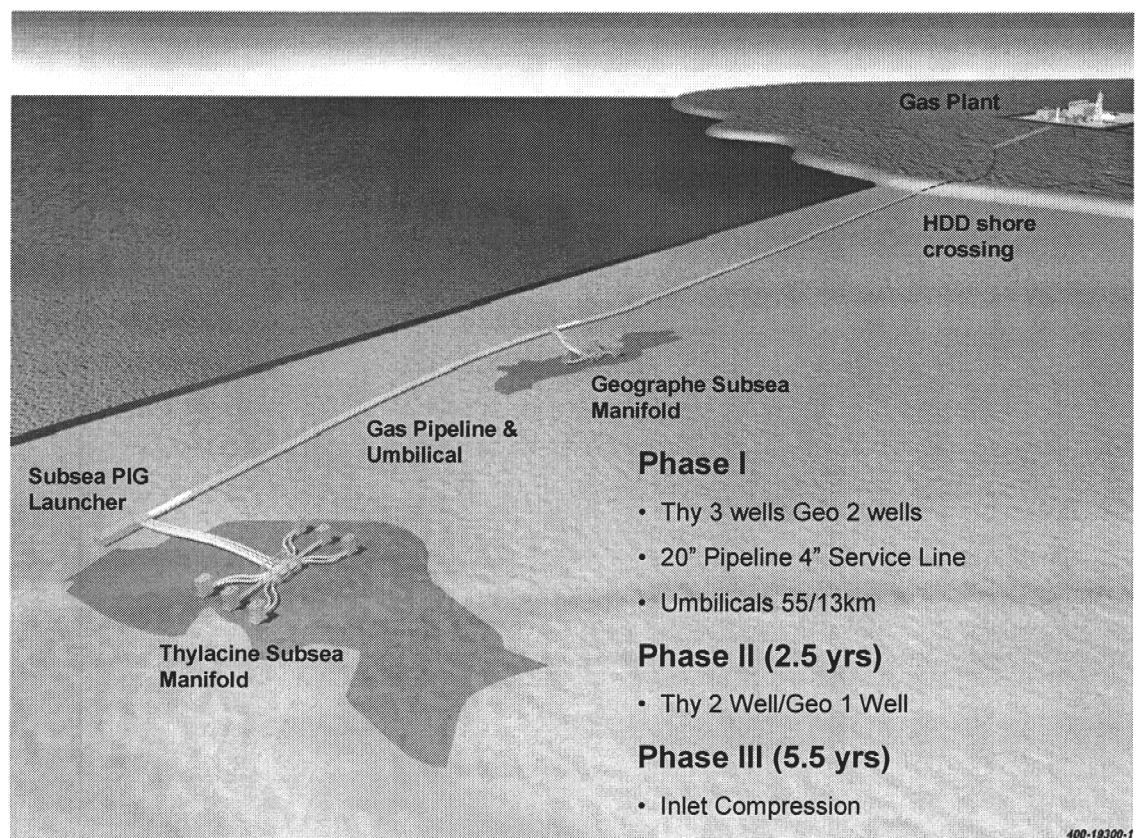 Gas Plant
HDD shore
crossing
Geographe Subsea
Manifold
Gas Pipeline &
Umbilical
Subsea PIG
Launcher
Thylacine Subsea
Manifold
Phase I
• Thy 3 wells Geo 2 wells
• 20" Pipeline 4" Service Line
• Umbilicals 55/13km
Phase II (2.5 yrs)
• Thy 2 Well/Geo 1 Well
Phase III (5.5 yrs)
• Inlet Compression
400-19300-1